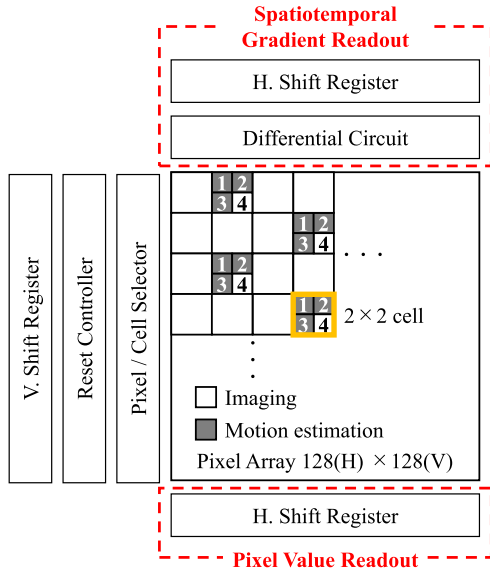 Spatiotemporal
Gradient Readout
H. Shift Register
Differential Circuit
V. Shift Register
Reset Controller
Pixel / Cell Selector
1 2
3 4
1 2
3 4
. . .
1 2
3 4
1 2
3 4
2 × 2 cell
Imaging
Motion estimation
Pixel Array 128(H) × 128(V)
H. Shift Register
Pixel Value Readout